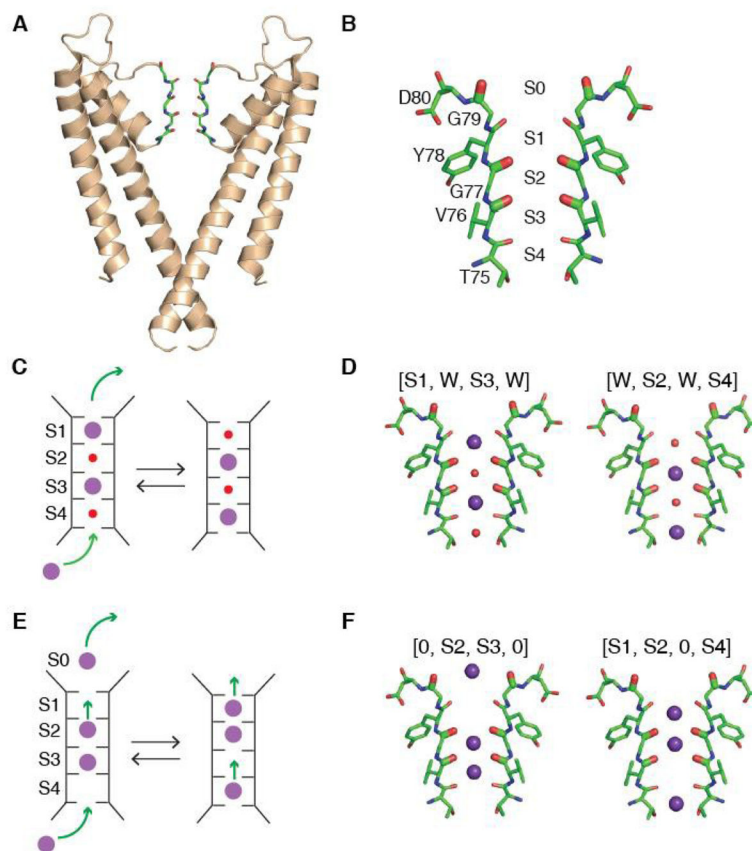 A
B
D80
G79
Y78
G77
V76
T75
S0
S1
S2
S3
S4
C
S1
S2
S3
S4
D
[S1, W, S3, W]
[W, S2, W, S4]
E
S0
S1
S2
S3
S4
F
[0, S2, S3, 0]
[S1, S2, 0, S4]